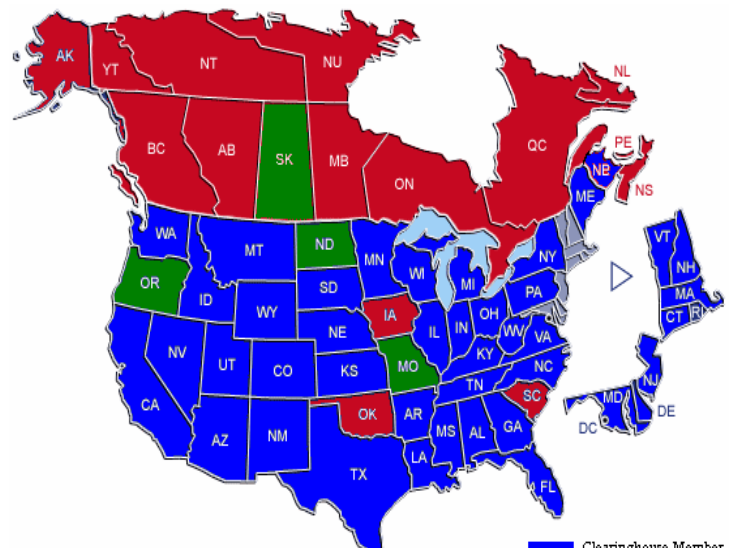 AK
YT
NT
NU
NL
BC
AB
SK
MB
ON
QC
PE
NB
NS
ME
WA
MT
ND
MN
OR
ID
WY
SD
WI
MI
NY
VT
NH
MA
CT
RI
PA
IA
NE
NV
UT
CO
KS
MO
IL
IN
OH
WV
VA
KY
NC
TN
NJ
MD
DE
DC
CA
AZ
NM
OK
AR
SC
MS
AL
GA
LA
TX
FL
Clearinghouse Member